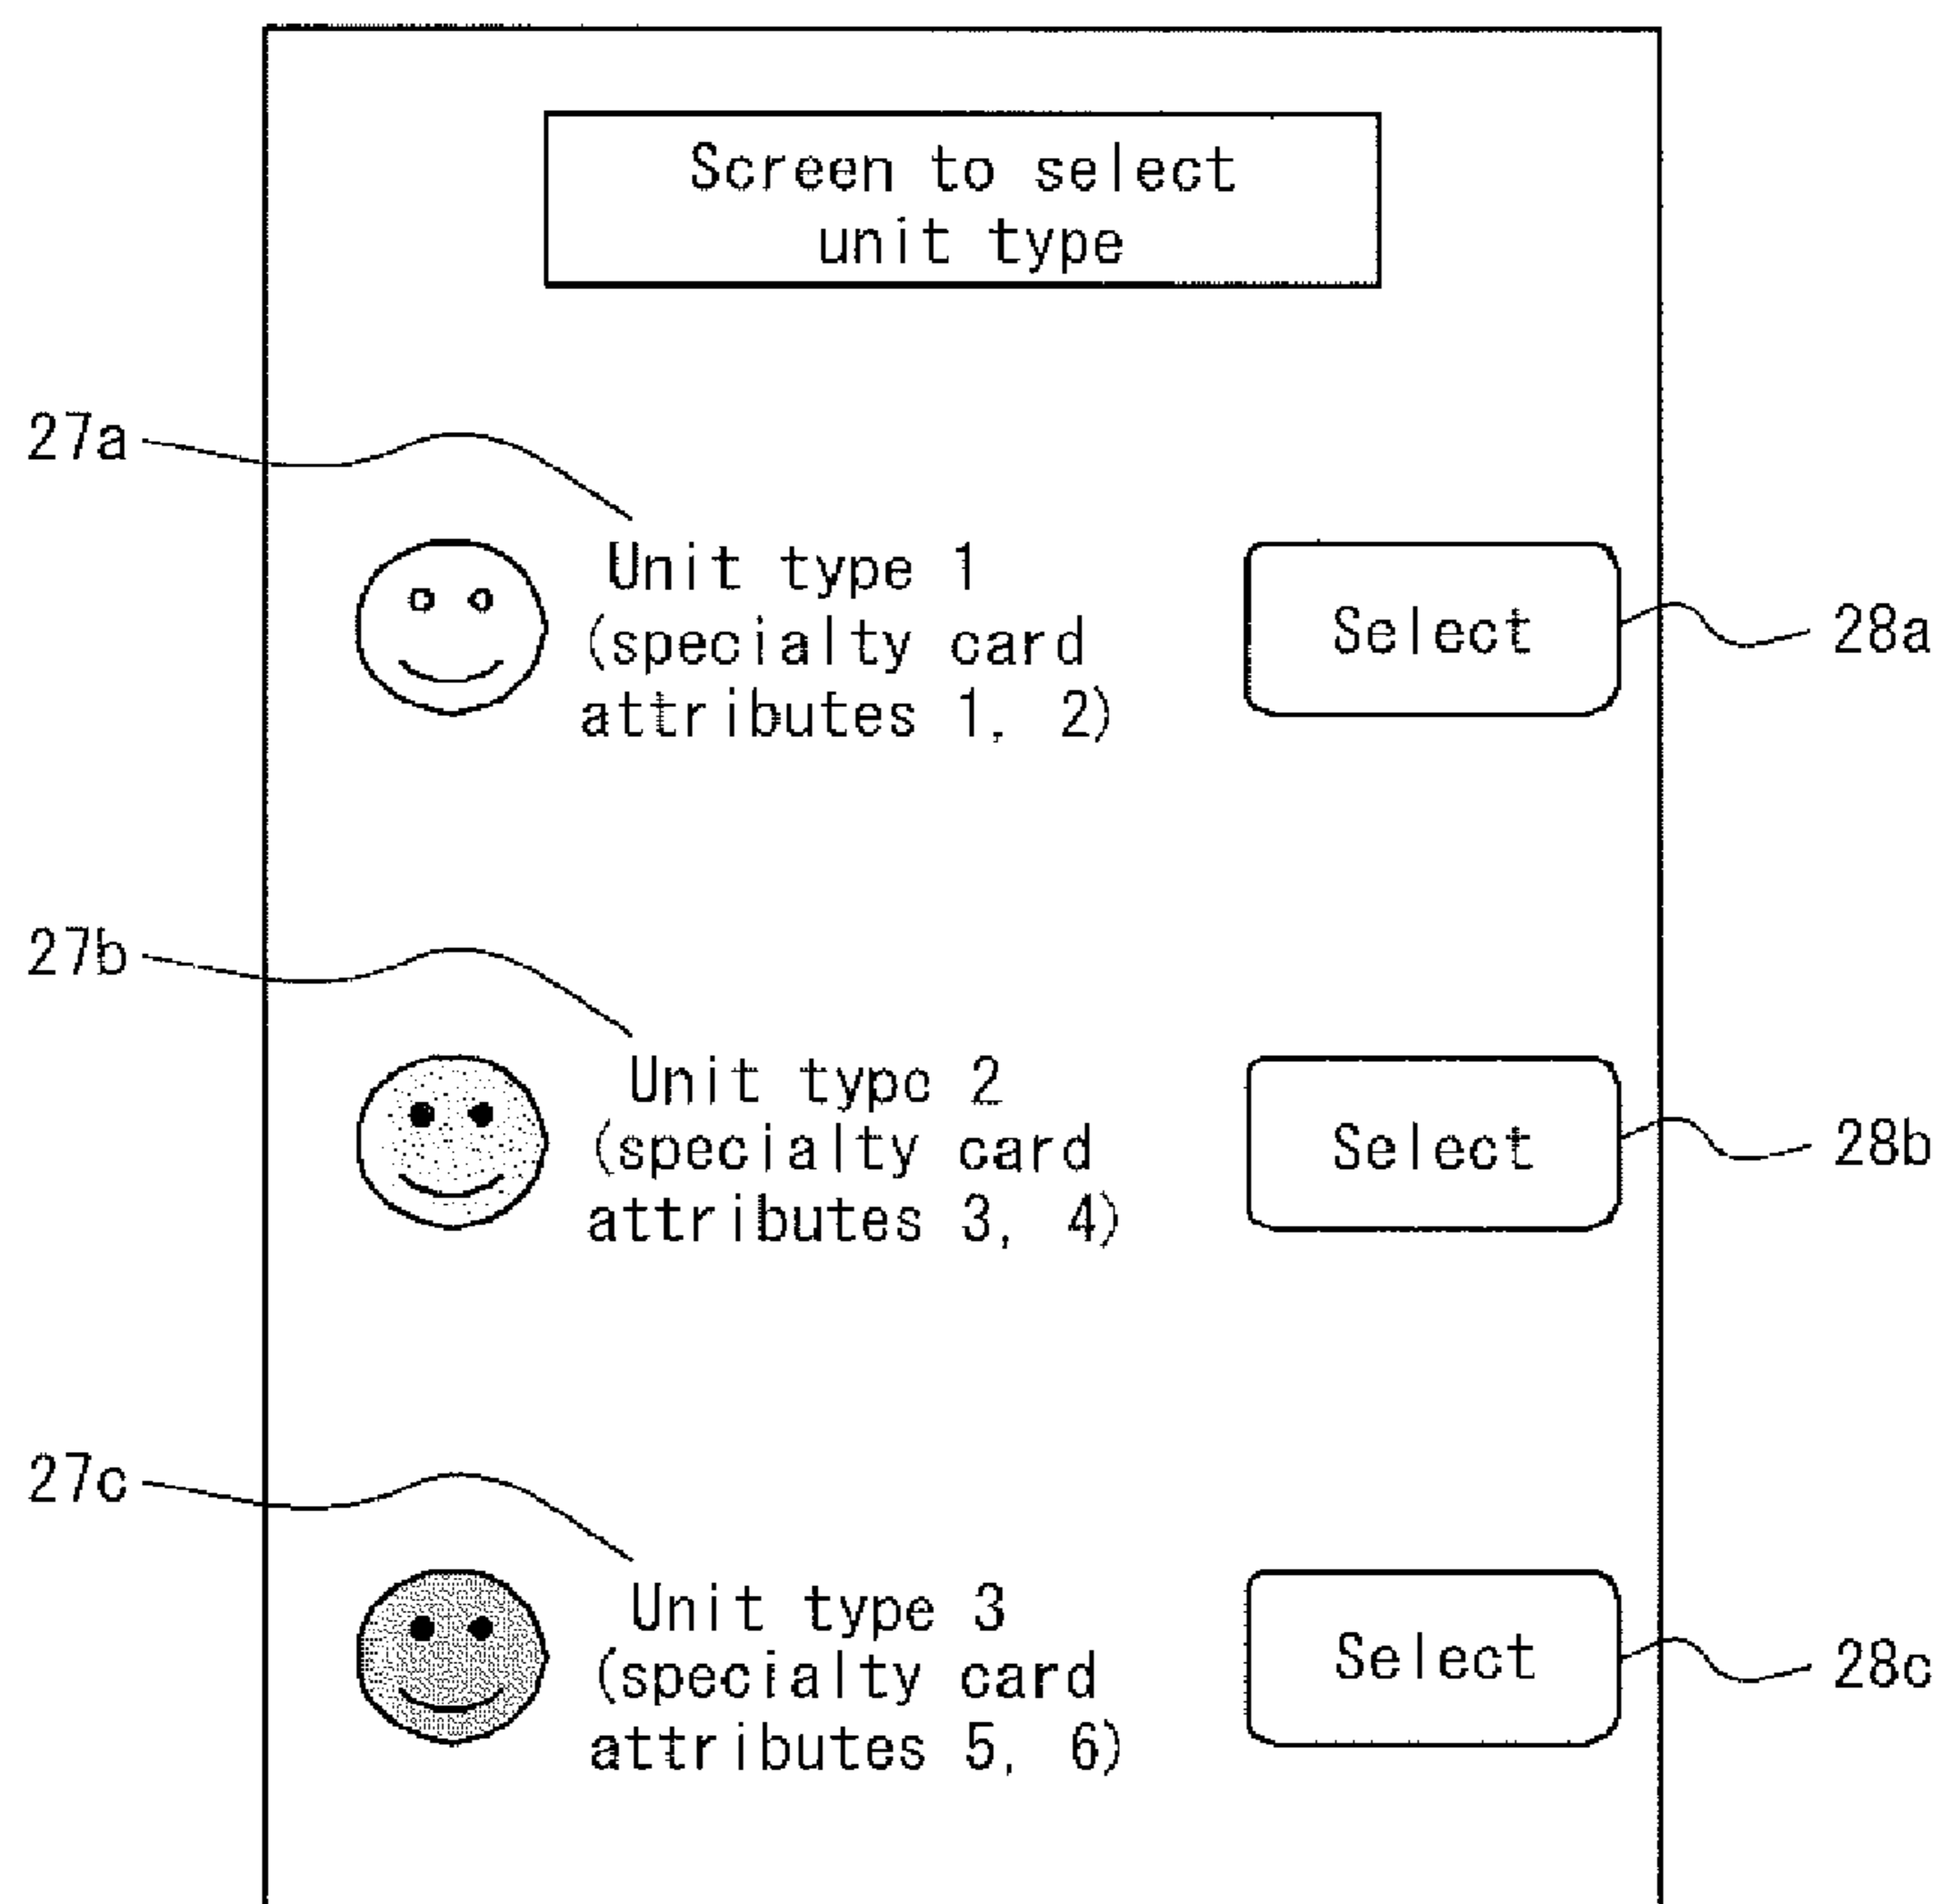 Screen to select
unit type
27a
Unit type 1
(specialty card
attributes 1, 2)
Select
28a
27b
Unit type 2
(specialty card
attributes 3, 4)
Select
28b
27c
Unit type 3
(specialty card
attributes 5, 6)
Select
28c